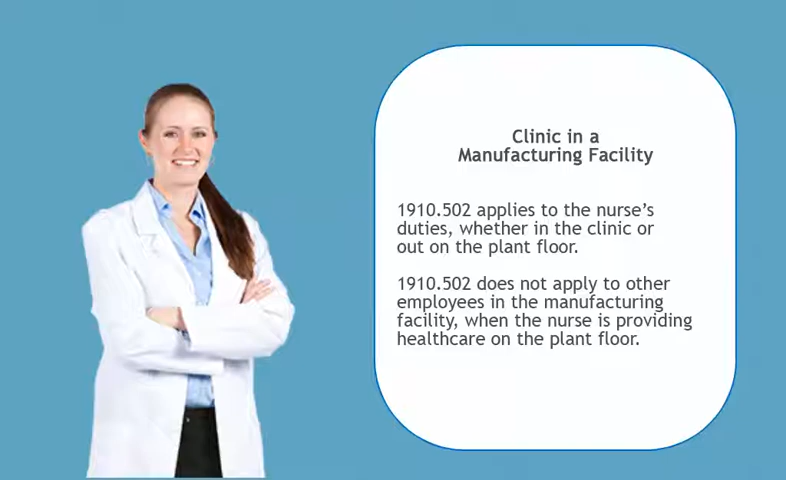 Clinic in a
Manufacturing Facility
1910.502 applies to the nurse’s
duties, whether in the clinic or
out on the plant floor.
1910.502 does not apply to other
employees in the manufacturing
facility, when the nurse is providing
healthcare on the plant floor.